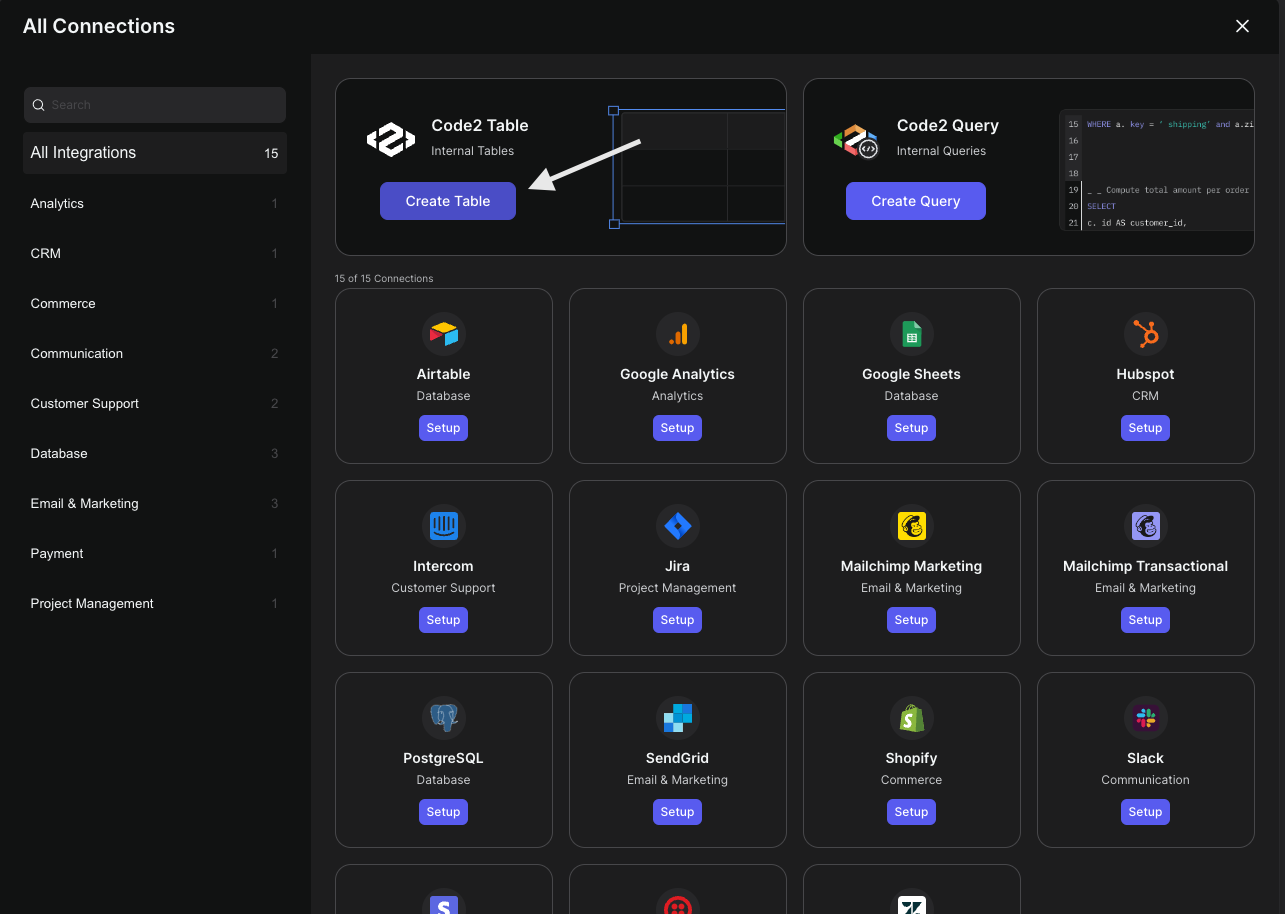 All Connections
Search
All Integrations 15
Analytics 1
CRM 1
Commerce 1
Communication 2
Customer Support 2
Database 3
Email & Marketing 3
Payment 1
Project Management 1
Code2 Table
Internal Tables
Create Table
Code2 Query
Internal Queries
Create Query
15 WHERE a. key = ' shipping' and a.zi
16
17
18
19 _ _ Compute total amount per order
20 SELECT
21 c. id AS customer_id,
15 of 15 Connections
Airtable
Database
Setup
Google Analytics
Analytics
Setup
Google Sheets
Database
Setup
Hubspot
CRM
Setup
Intercom
Customer Support
Setup
Jira
Project Management
Setup
Mailchimp Marketing
Email & Marketing
Setup
Mailchimp Transactional
Email & Marketing
Setup
PostgreSQL
Database
Setup
SendGrid
Email & Marketing
Setup
Shopify
Commerce
Setup
Slack
Communication
Setup